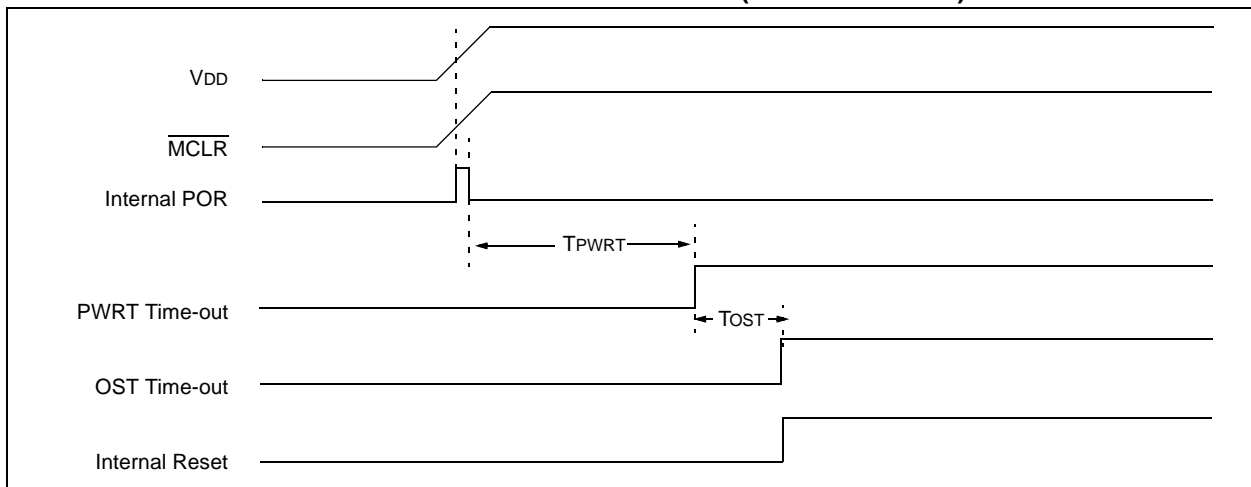 VDD
MCLR
Internal POR
TPWRT
PWRT Time-out
TOST
OST Time-out
Internal Reset